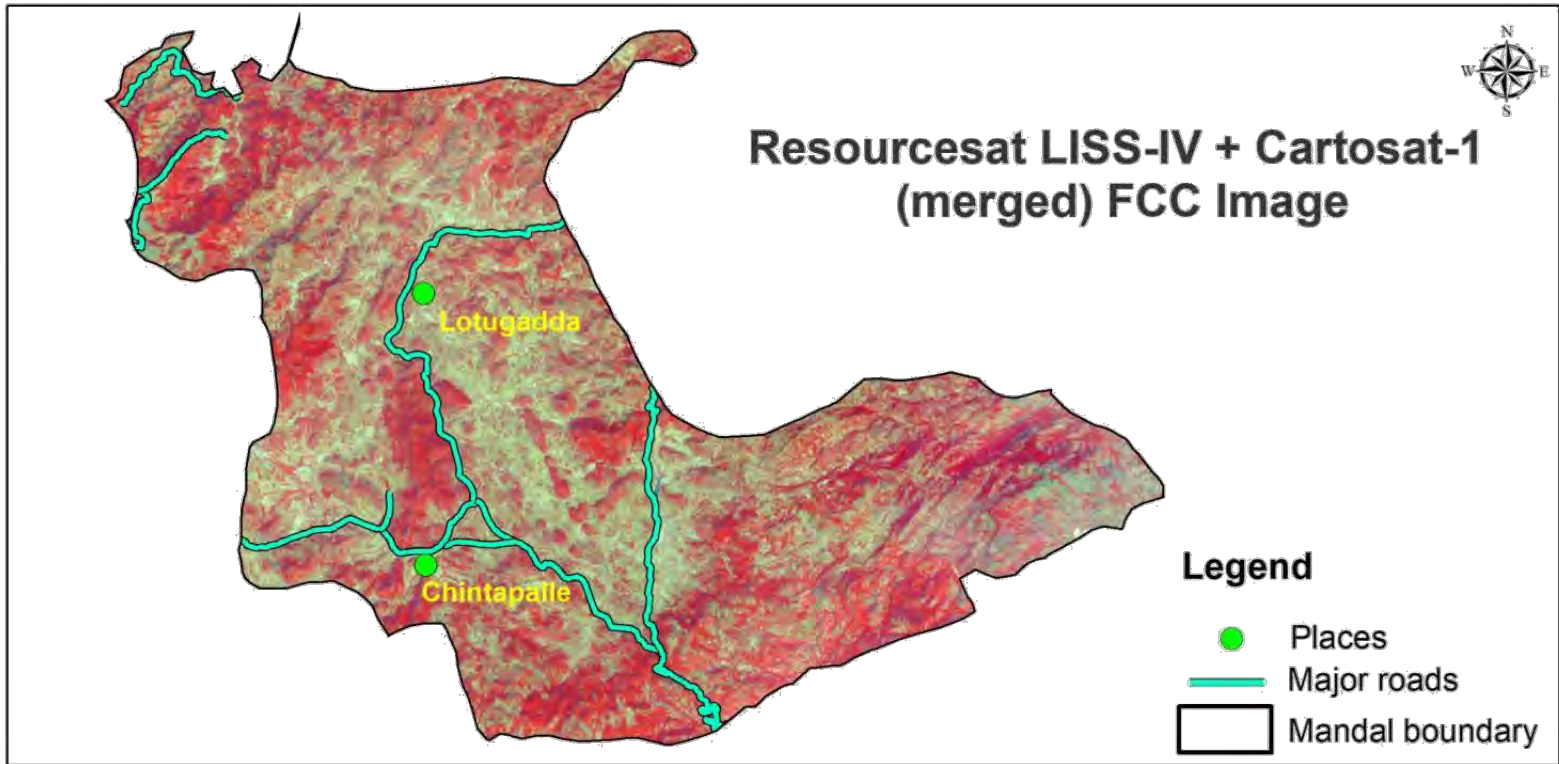 N
W E
S
Resourcesat LISS-IV + Cartosat-1
(merged) FCC Image
Lotugadda
Chintapalle
Legend
Places
Major roads
Mandal boundary